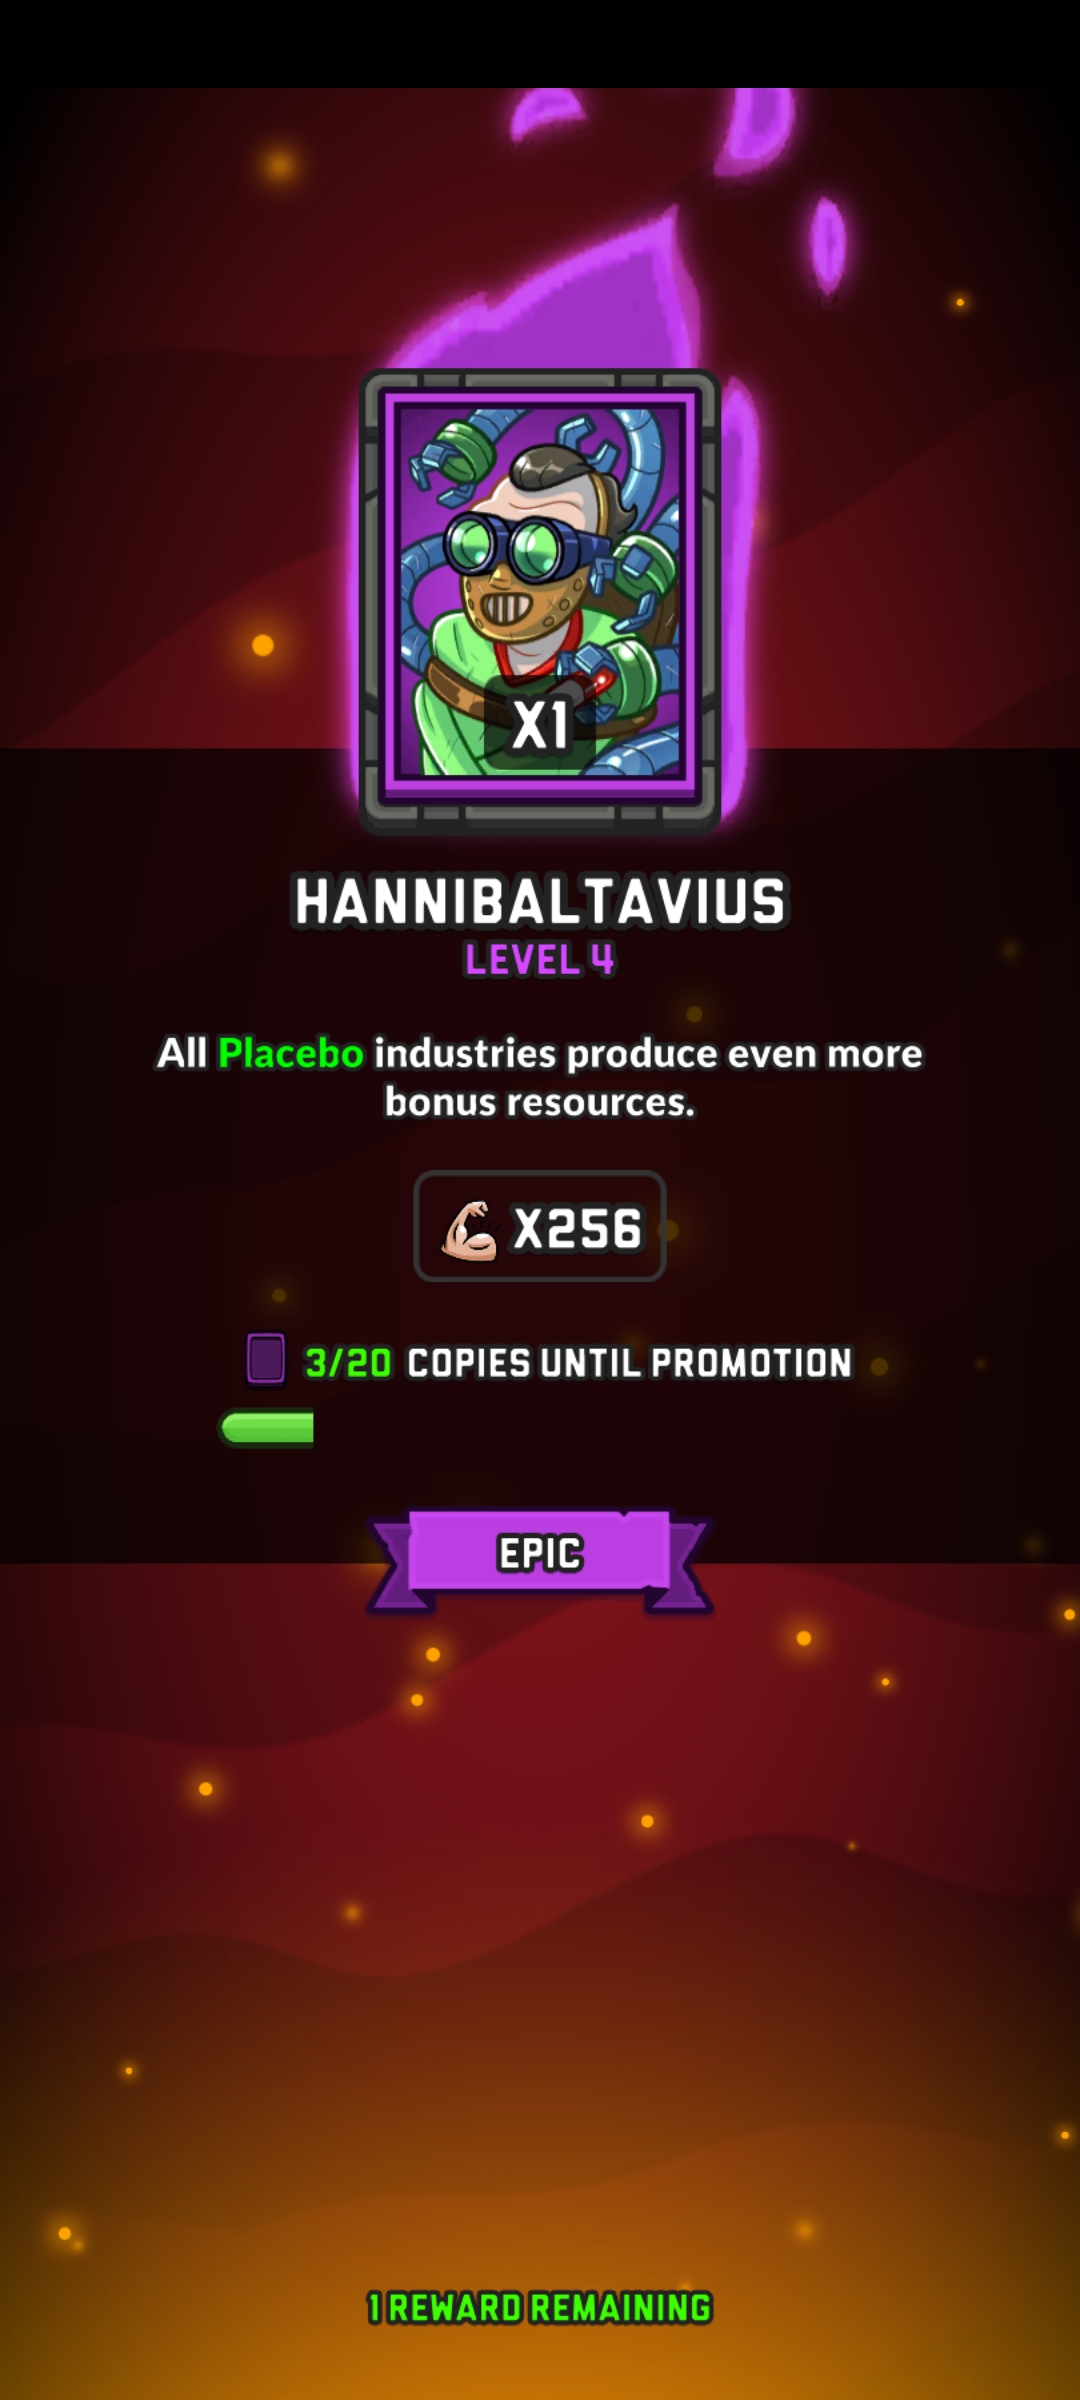 X1
HANNIBALTAVIUS
LEVEL 4
All Placebo industries produce even more
bonus resources.
X256
3/20 COPIES UNTIL PROMOTION
EPIC
1 REWARD REMAINING